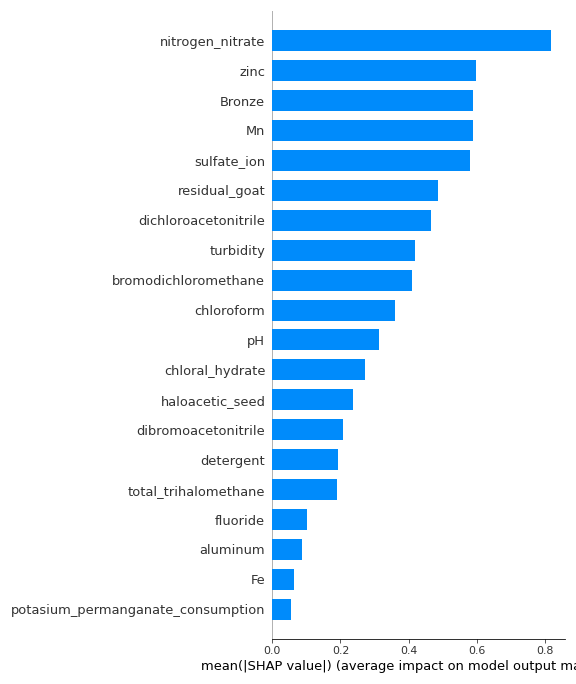 nitrogen_nitrate
zinc
Bronze
Mn
sulfate_ion
residual_goat
dichloroacetonitrile
turbidity
bromodichloromethane
chloroform
pH
chloral_hydrate
haloacetic_seed
dibromoacetonitrile
detergent
total_trihalomethane
fluoride
aluminum
Fe
potasium_permanganate_consumption
0.0 0.2 0.4 0.6 0.8
mean(|SHAP value|) (average impact on model output ma